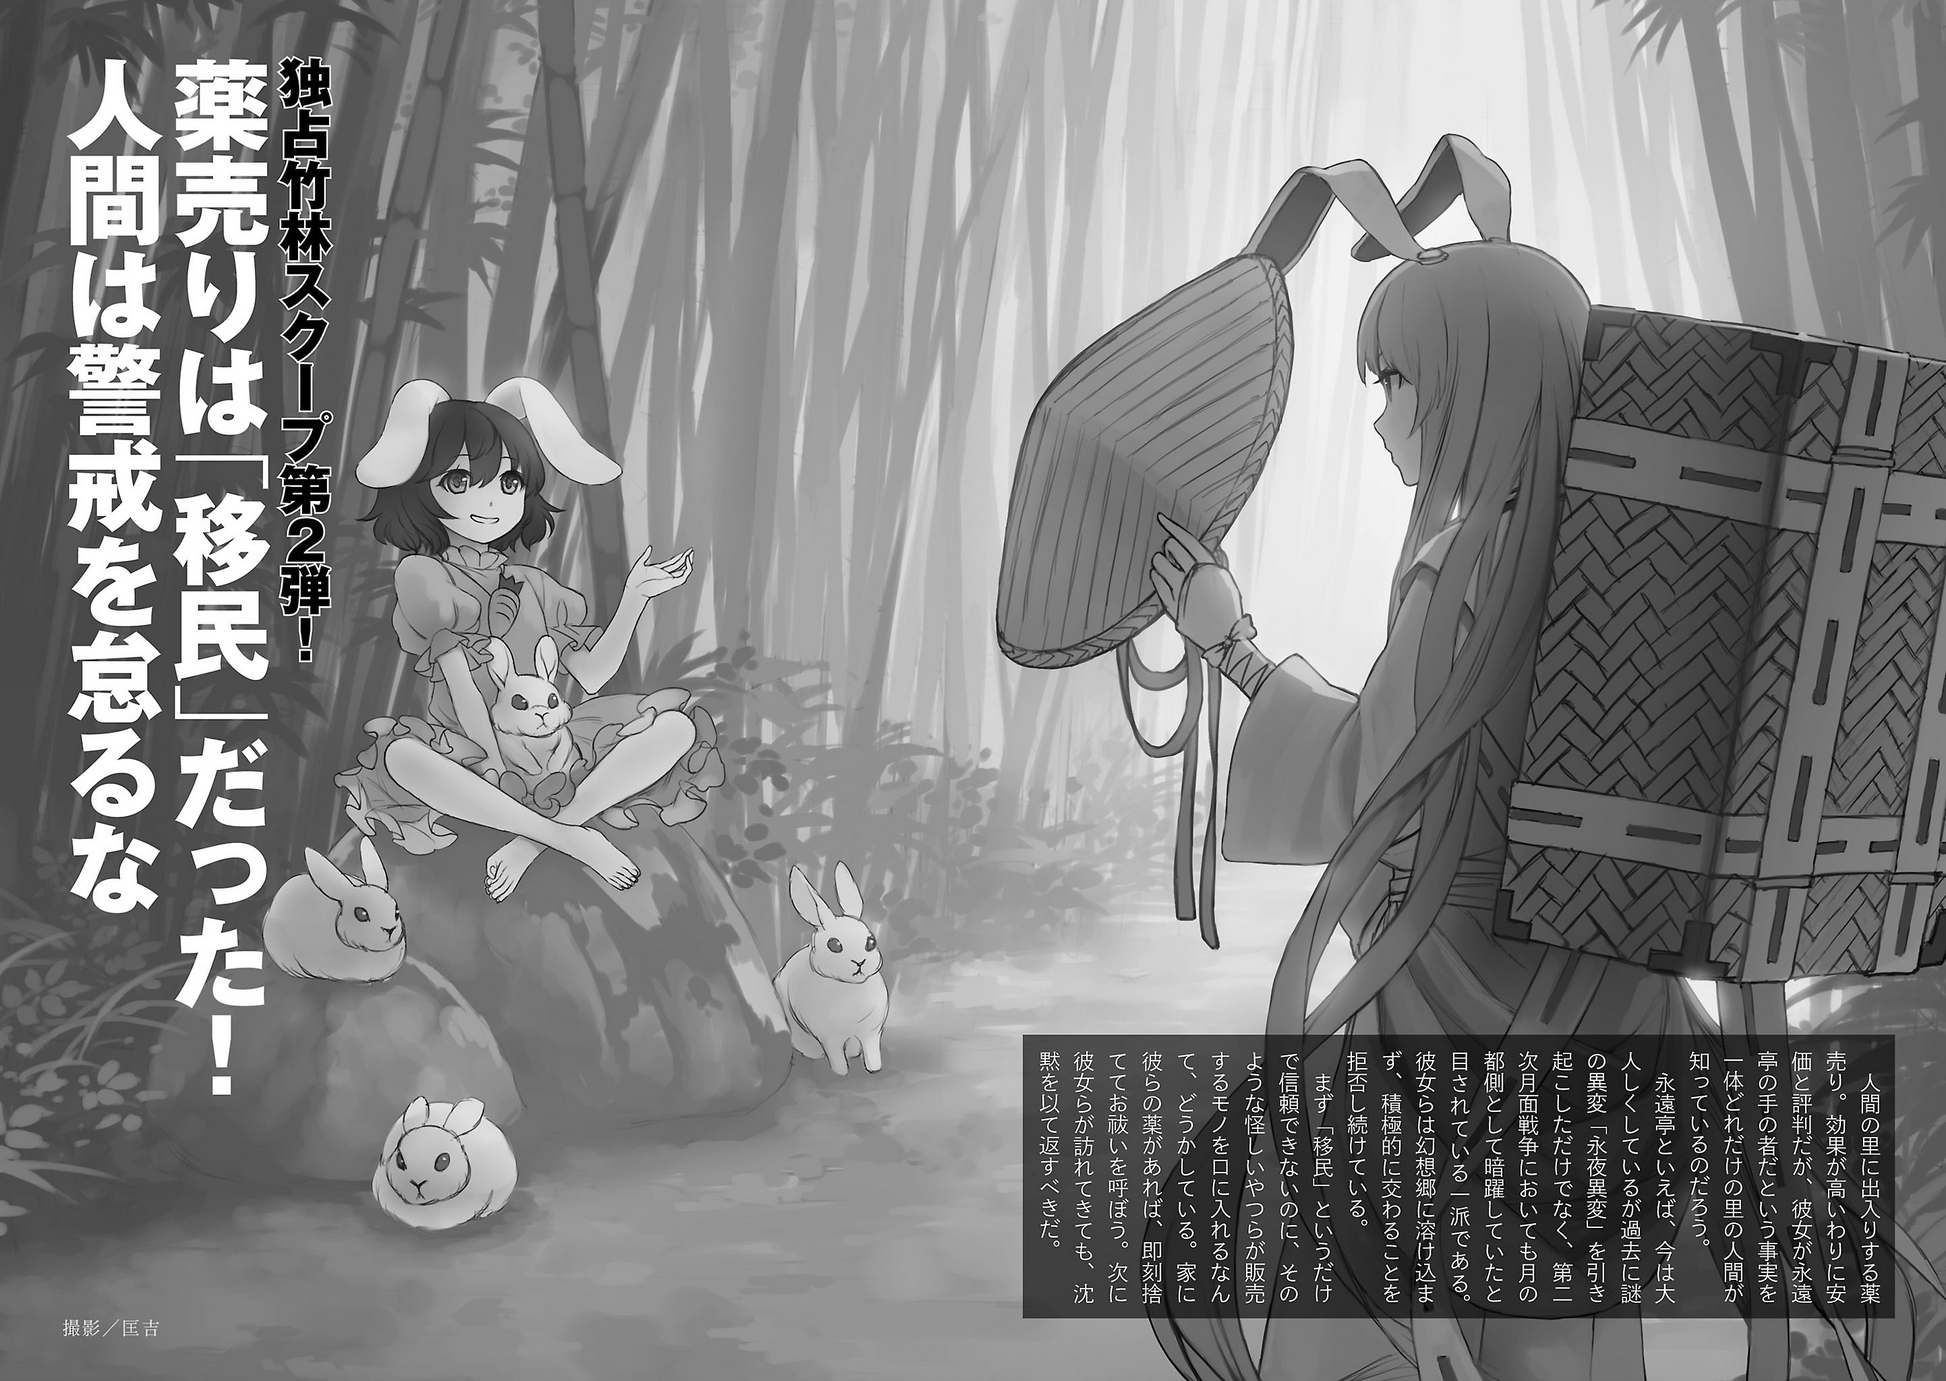 独占竹林スクープ第2弾！
薬売りは「移民」だった！
人間は警戒を怠るな
人間の里に出入りする薬
売り。効果が高いわりに安
価と評判だが、彼女が永遠
亭の手の者だという事実を
一体どれだけの里の人間が
知っているのだろう。
永遠亭といえば、今は大
人しくしているが過去に謎
の異変「永夜異変」を引き
起こしただけでなく、第二
次月面戦争においても月の
都側として暗躍していたと
目されている一派である。
彼女らは幻想郷に溶け込ま
ず、積極的に交わることを
拒否し続けている。
まず「移民」というだけ
で信頼できないのに、その
ような怪しいやつらが販売
するモノを口に入れるなん
て、どうかしている。家に
彼らの薬があれば、即刻捨
ててお祓いを呼ぼう。次に
彼女らが訪れてきても、沈
黙を以て返すべきだ。
撮影／匡吉